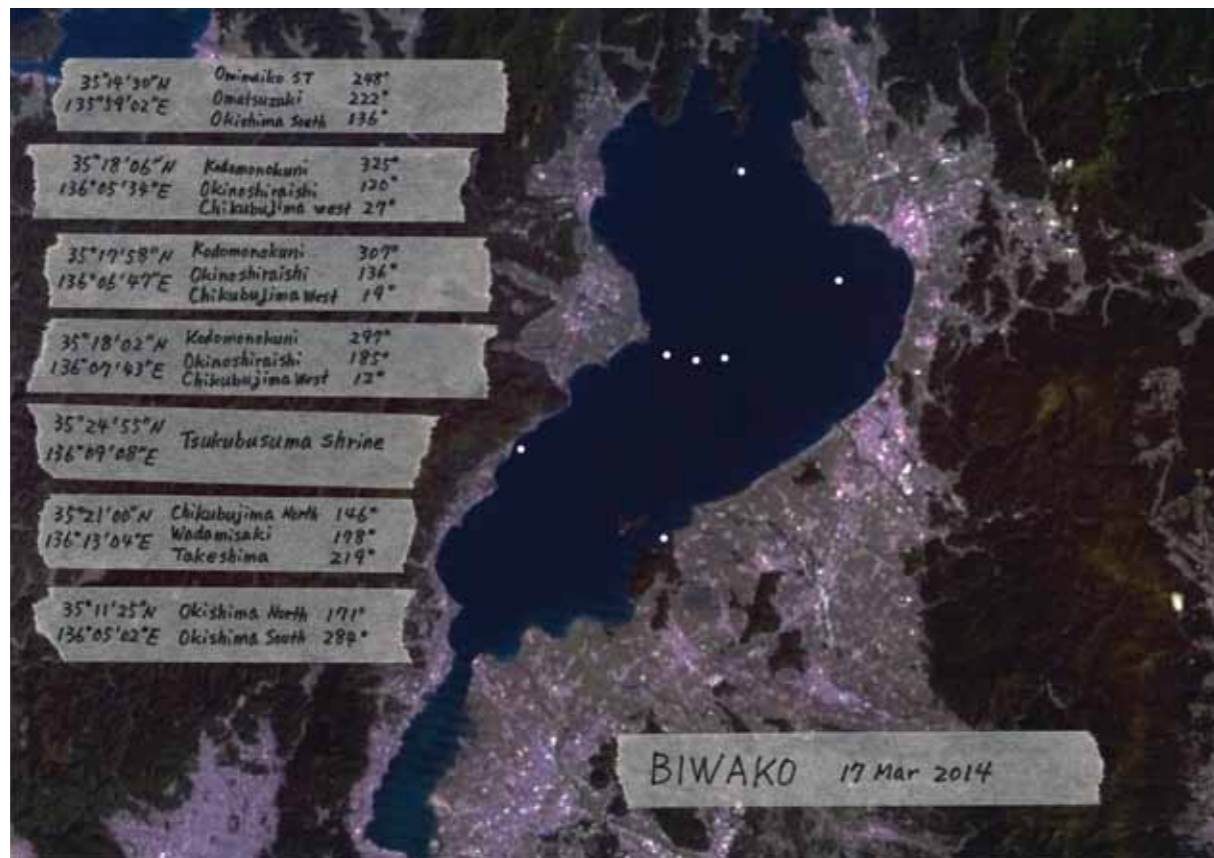 35°14'30"N Omimaiko ST 248°
135°59'02"E Omatsuzaki 222°
Okishima South 136°
35°18'06"N Kodomonokuni 325°
136°05'34"E Okinoshiraishi 120°
Chikubujima west 27°
35°17'58"N Kodomonokuni 307°
136°06'47"E Okinoshiraishi 136°
Chikubujima West 19°
35°18'02"N Kodomonokuni 297°
136°07'43"E Okinoshiraishi 185°
Chikubujima West 12°
35°24'55"N
136°09'08"E Tsukubusuma shrine
35°21'00"N Chikubujima North 146°
136°13'04"E Wadamisaki 198°
Takeshima 219°
35°11'25"N Okishima North 171°
136°05'02"E Okishima South 284°
BIWAKO 17 Mar 2014